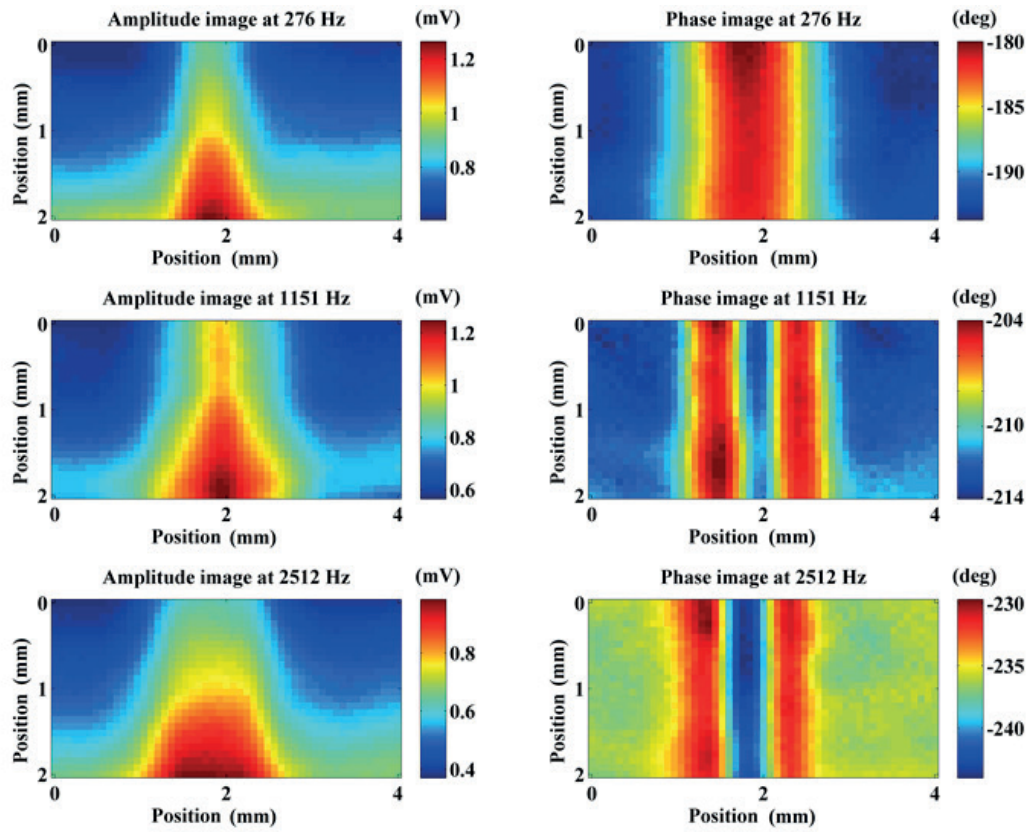 Amplitude image at 276 Hz (mV)
Position (mm)
0
1
2
0 2 4
Position (mm)
1.2
1
0.8
Phase image at 276 Hz (deg)
Position (mm)
0
1
2
0 2 4
Position (mm)
-180
-185
-190
Amplitude image at 1151 Hz (mV)
Position (mm)
0
1
2
0 2 4
Position (mm)
1.2
1
0.8
0.6
Phase image at 1151 Hz (deg)
Position (mm)
0
1
2
0 2 4
Position (mm)
-204
-210
-214
Amplitude image at 2512 Hz (mV)
Position (mm)
0
1
2
0 2 4
Position (mm)
0.8
0.6
0.4
Phase image at 2512 Hz (deg)
Position (mm)
0
1
2
0 2 4
Position (mm)
-230
-235
-240